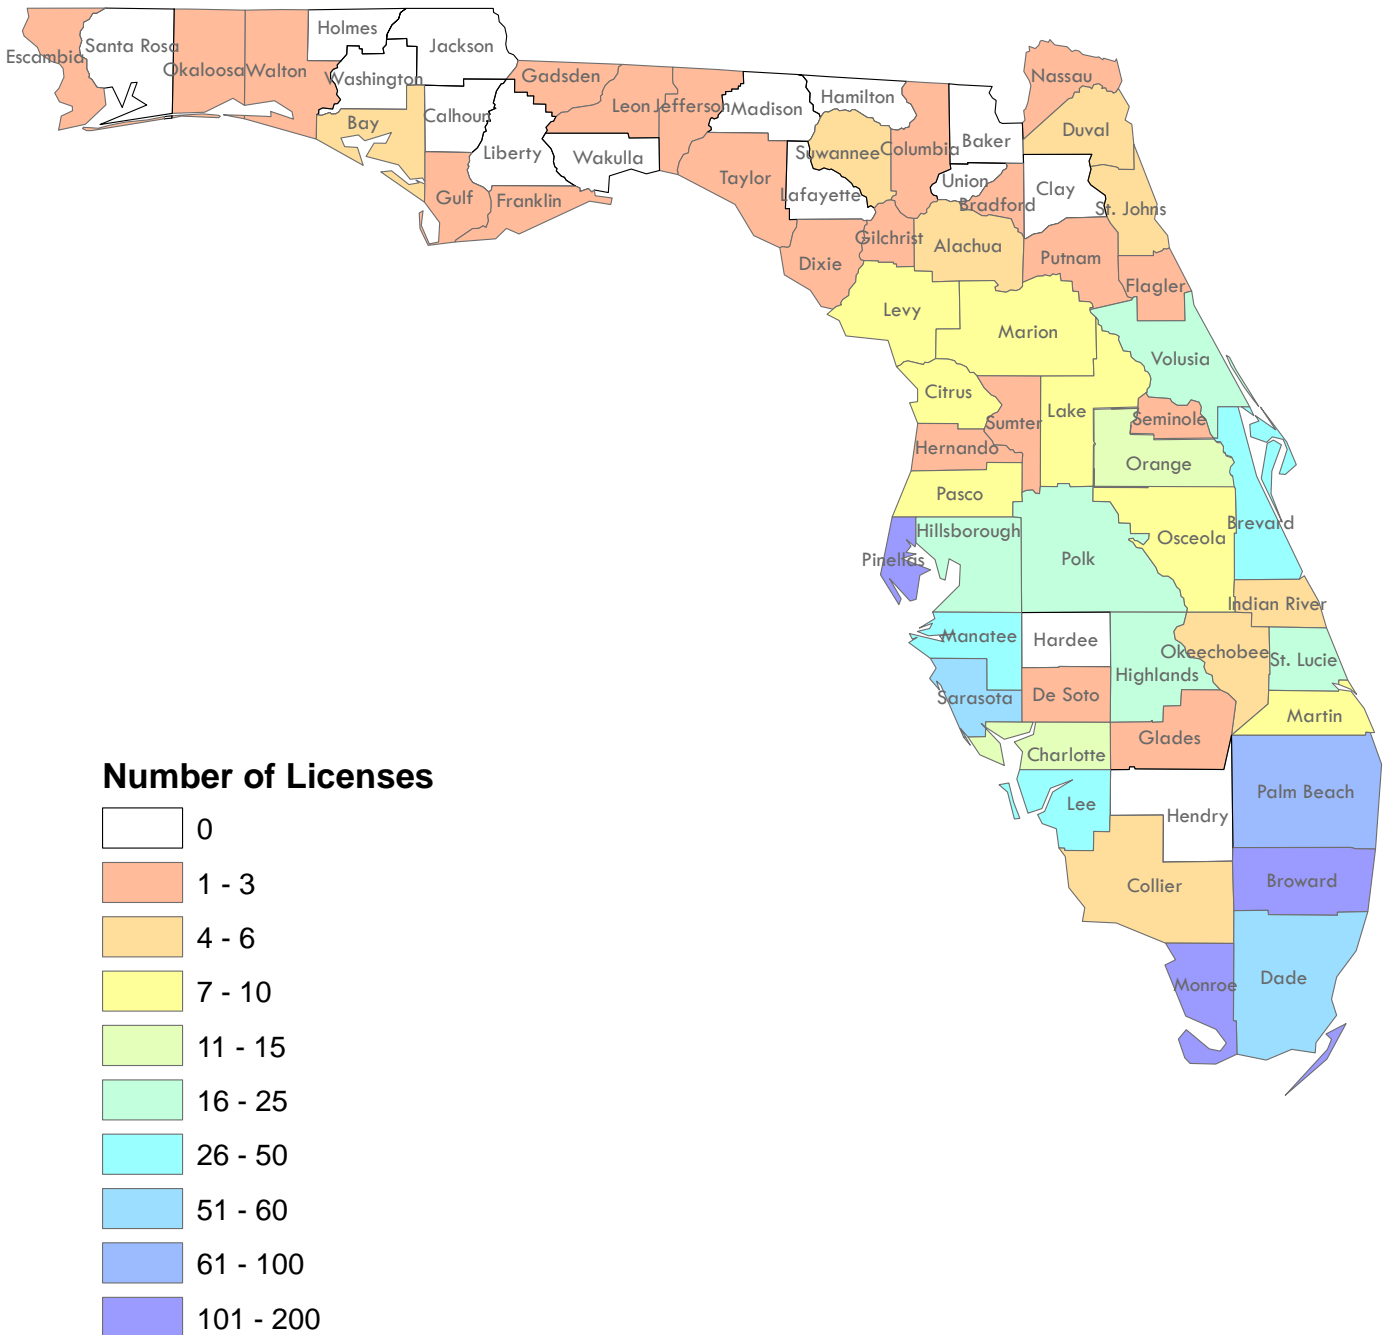 Holmes
Jackson
Santa Rosa
Escambia
Okaloosa
Walton
Washington
Gadsden
Nassau
Leon
Jefferson
Madison
Hamilton
Calhoun
Bay
Duval
Baker
Liberty
Wakulla
Suwannee
Columbia
Taylor
Union
Clay
Lafayette
Gulf
Franklin
Bradford
St. Johns
Gilchrist
Alachua
Dixie
Putnam
Flagler
Levy
Marion
Volusia
Citrus
Lake
Seminole
Sumter
Hernando
Orange
Pasco
Brevard
Hillsborough
Osceola
Pinellas
Polk
Indian River
Manatee
Hardee
Okeechobee
St. Lucie
Highlands
Sarasota
De Soto
Martin
Glades
Charlotte
Palm Beach
Lee
Hendry
Broward
Collier
Dade
Monroe
Number of Licenses
0
1 - 3
4 - 6
7 - 10
11 - 15
16 - 25
26 - 50
51 - 60
61 - 100
101 - 200